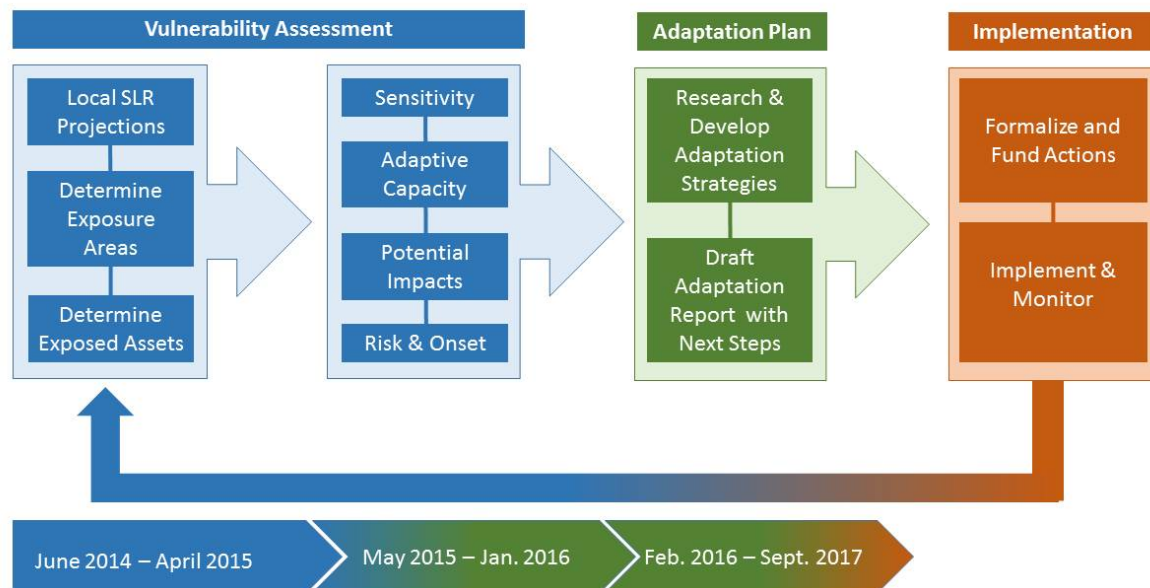 Vulnerability Assessment
Local SLR
Projections
Determine
Exposure
Areas
Determine
Exposed Assets
Sensitivity
Adaptive
Capacity
Potential
Impacts
Risk & Onset
Adaptation Plan
Research &
Develop
Adaptation
Strategies
Draft
Adaptation
Report with
Next Steps
Implementation
Formalize and
Fund Actions
Implement &
Monitor
June 2014 – April 2015
May 2015 – Jan. 2016
Feb. 2016 – Sept. 2017